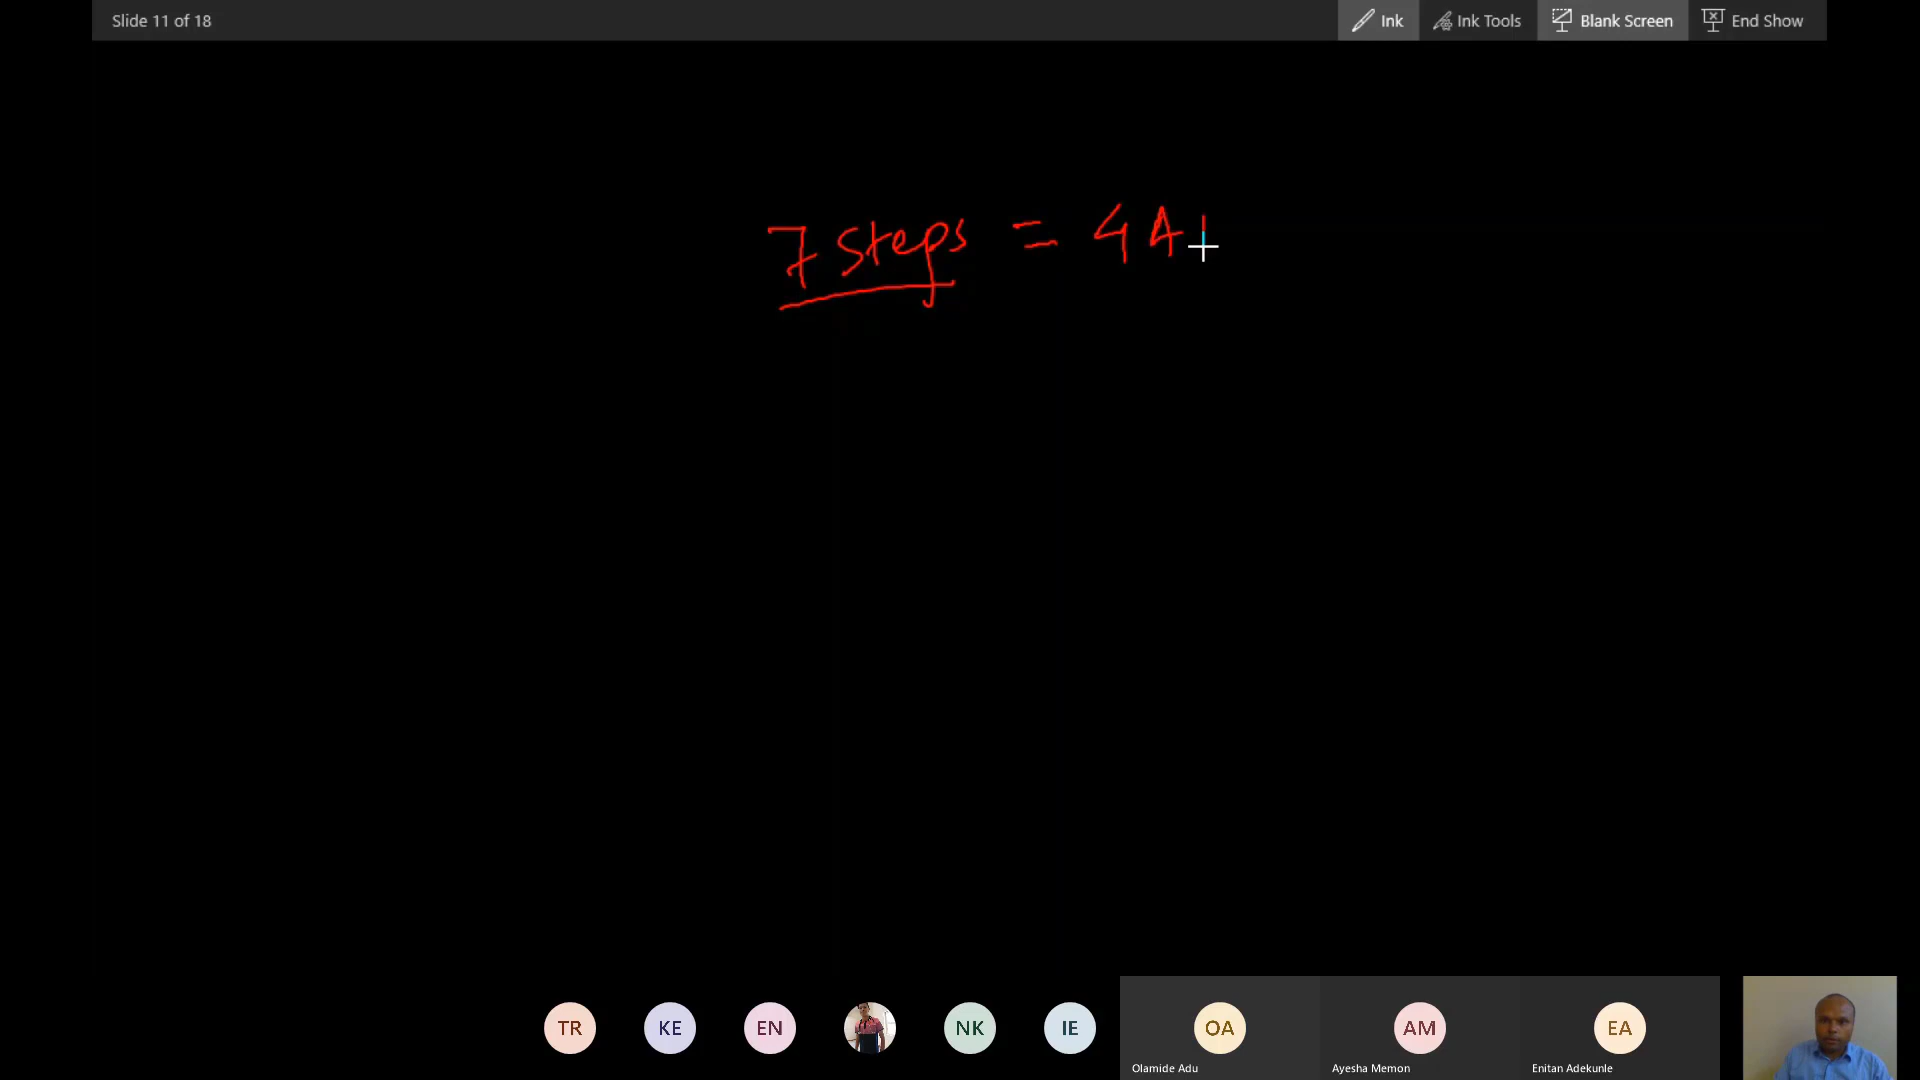 Slide 11 of 18
Ink
Ink Tools
Blank Screen
End Show
7 steps = 4 A
TR
KE
EN
NK
IE
OA
AM
EA
Olamide Adu
Ayesha Memon
Enitan Adekunle